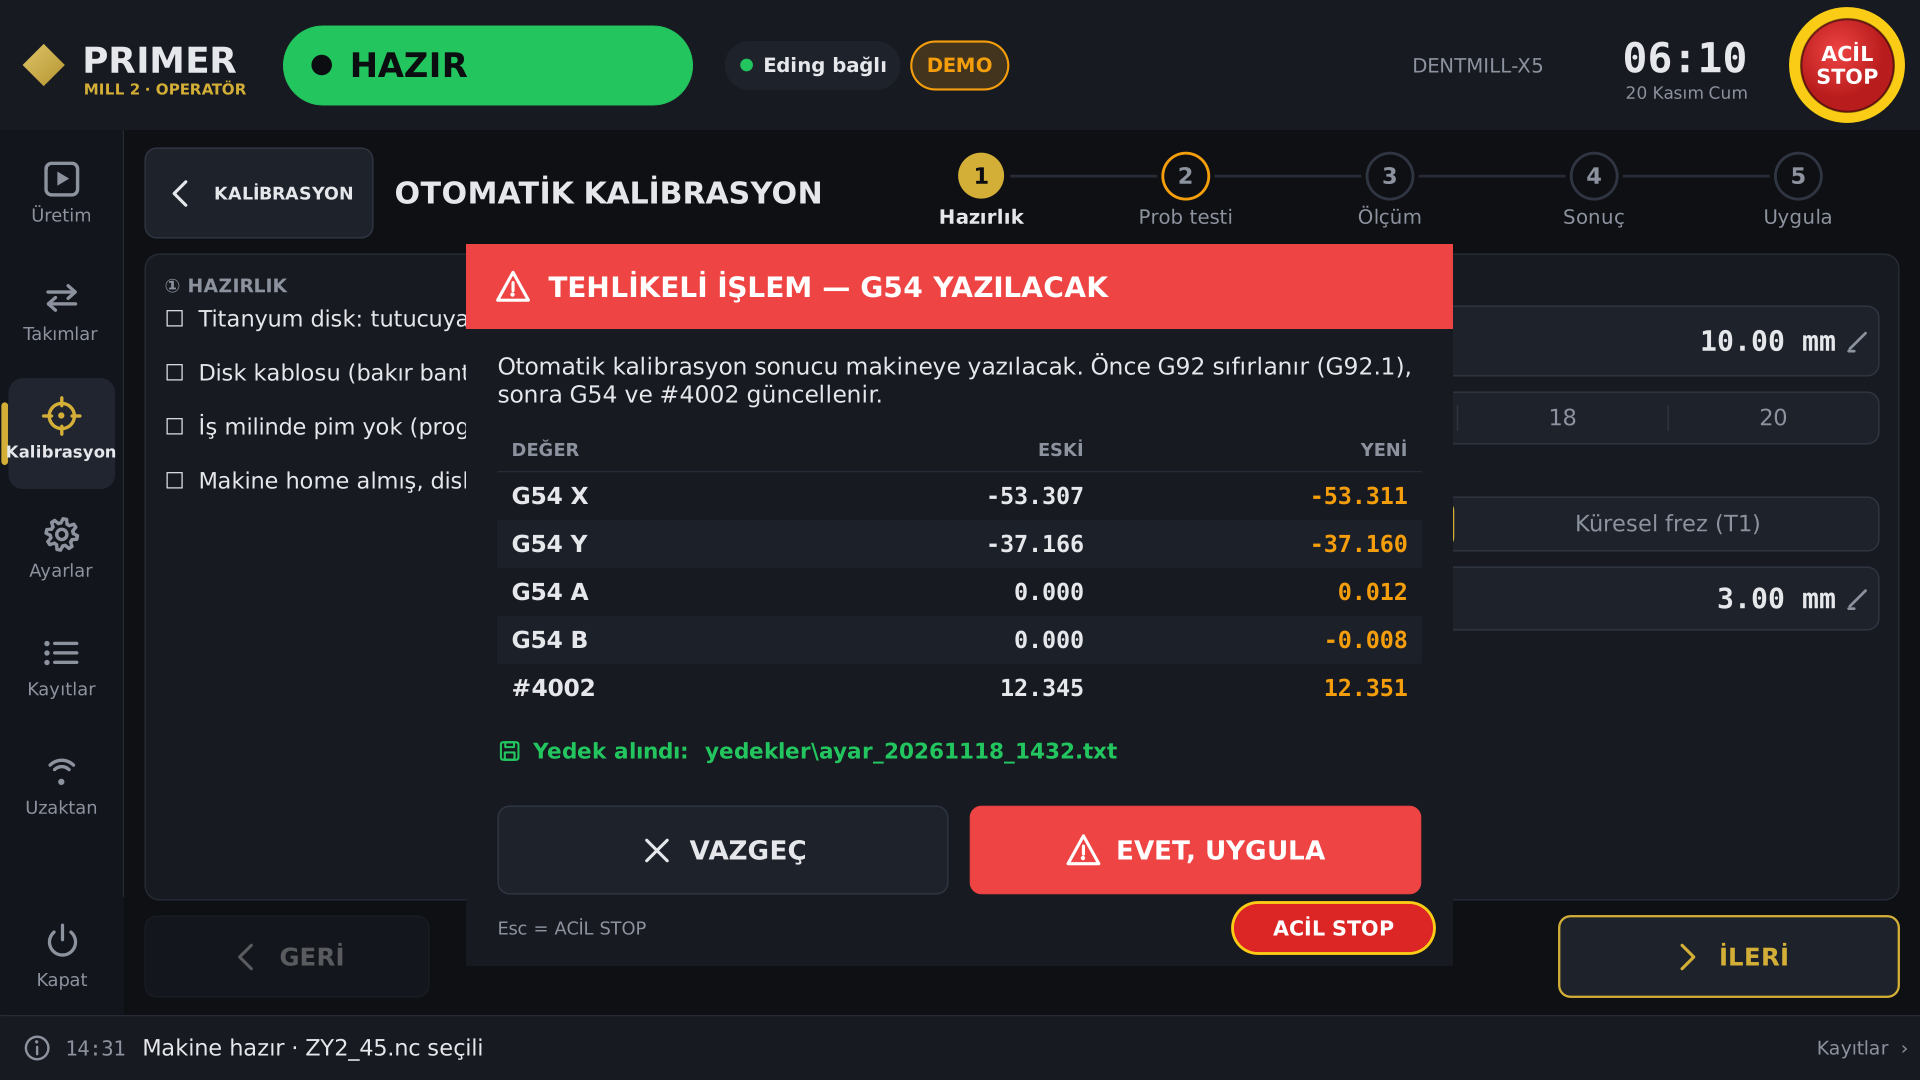 PRIMER
MILL 2 · OPERATÖR
HAZIR
Eding bağlı
DEMO
DENTMILL-X5
06:10
20 Kasım Cum
ACİL
STOP
Üretim
Takımlar
Kalibrasyon
Ayarlar
Kayıtlar
Uzaktan
Kapat
KALİBRASYON
OTOMATİK KALİBRASYON
1
2
3
4
5
Hazırlık
Prob testi
Ölçüm
Sonuç
Uygula
① HAZIRLIK
☐ Titanyum disk: tutucuya
☐ Disk kablosu (bakır bant
☐ İş milinde pim yok (prog
☐ Makine home almış, disk
10.00 mm
18
20
Küresel frez (T1)
3.00 mm
TEHLİKELİ İŞLEM — G54 YAZILACAK
Otomatik kalibrasyon sonucu makineye yazılacak. Önce G92 sıfırlanır (G92.1),
sonra G54 ve #4002 güncellenir.
DEĞER ESKİ YENİ
G54 X -53.307 -53.311
G54 Y -37.166 -37.160
G54 A 0.000 0.012
G54 B 0.000 -0.008
#4002 12.345 12.351
Yedek alındı: yedekler\ayar_20261118_1432.txt
VAZGEÇ
EVET, UYGULA
Esc = ACİL STOP
ACİL STOP
GERİ
İLERİ
14:31 Makine hazır · ZY2_45.nc seçili
Kayıtlar ›